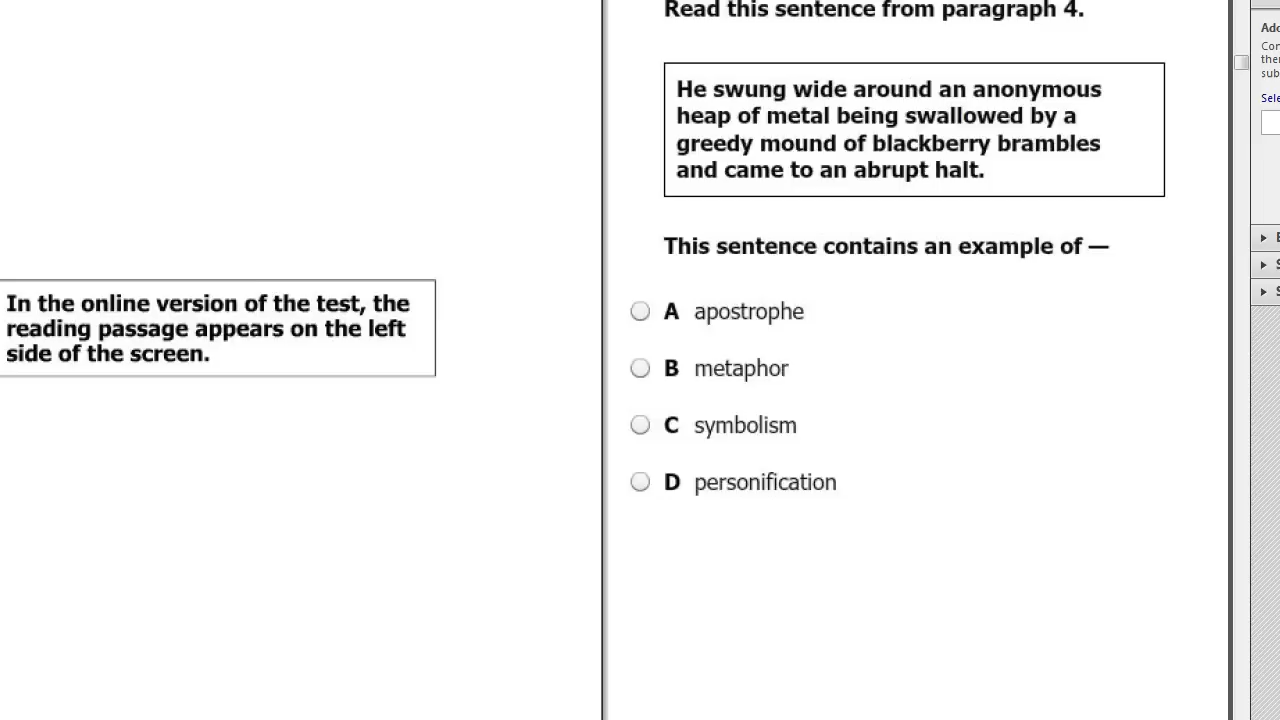 Read this sentence from paragraph 4.
He swung wide around an anonymous
heap of metal being swallowed by a
greedy mound of blackberry brambles
and came to an abrupt halt.
This sentence contains an example of —
A apostrophe
B metaphor
C symbolism
D personification
In the online version of the test, the
reading passage appears on the left
side of the screen.